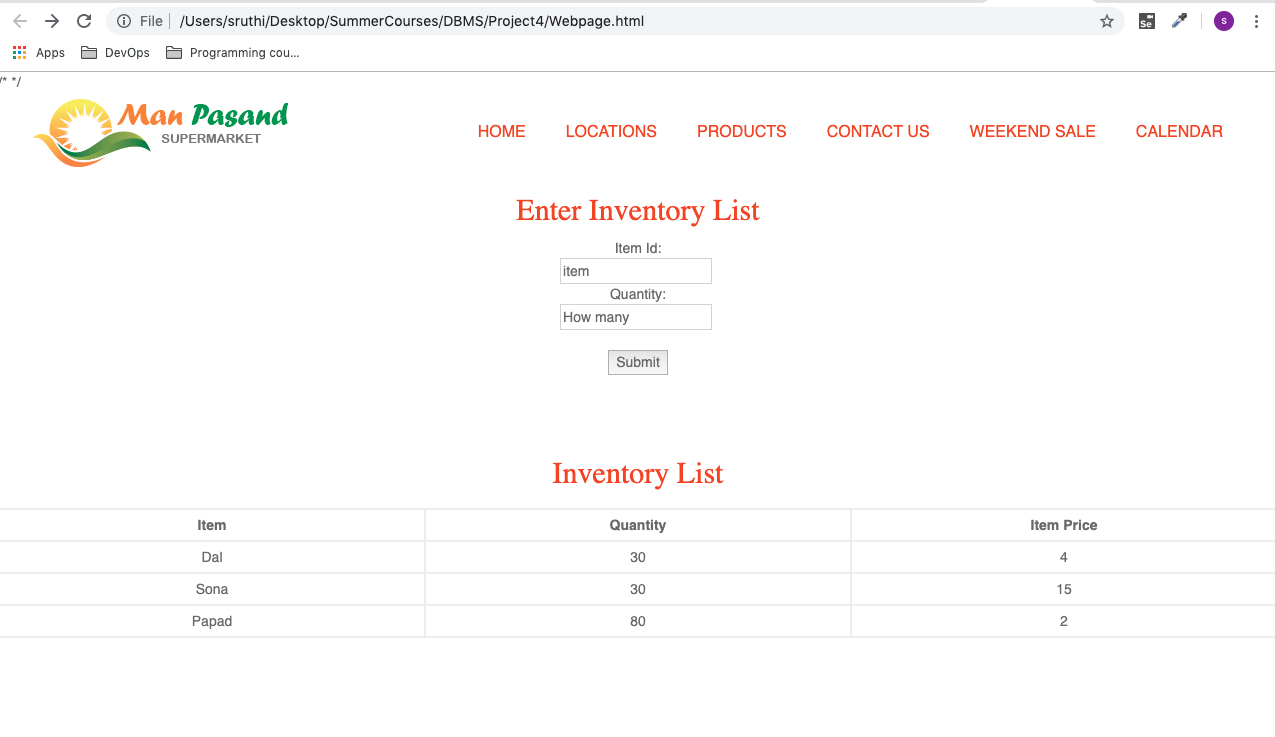 File | /Users/sruthi/Desktop/SummerCourses/DBMS/Project4/Webpage.html Se s
Apps DevOps Programming cou...
/* */
Man Pasand
SUPERMARKET
HOME LOCATIONS PRODUCTS CONTACT US WEEKEND SALE CALENDAR
Enter Inventory List
Item Id:
item
Quantity:
How many
Submit
Inventory List
Item Quantity Item Price
Dal 30 4
Sona 30 15
Papad 80 2